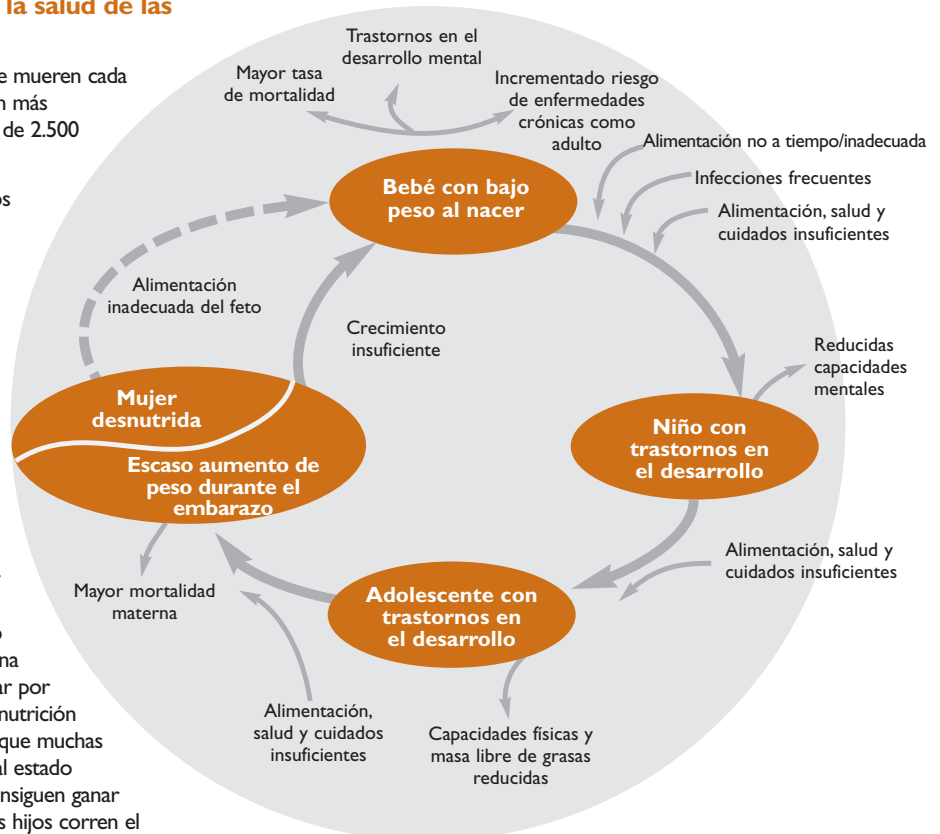 la salud de las
e mueren cada
n más
de 2.500
os
o
na
ar por
nutrición
que muchas
al estado
nsiguen ganar
s hijos corren el
Trastornos en el
desarrollo mental
Mayor tasa
de mortalidad
Incrementado riesgo
de enfermedades
crónicas como
adulto
Alimentación no a tiempo/inadecuada
Infecciones frecuentes
Alimentación, salud y
cuidados insuficientes
Bebé con bajo
peso al nacer
Alimentación
inadecuada del feto
Crecimiento
insuficiente
Reducidas
capacidades
mentales
Mujer
desnutrida
Escaso aumento de
peso durante el
embarazo
Niño con
trastornos en
el desarrollo
Alimentación, salud y
cuidados insuficientes
Mayor mortalidad
materna
Adolescente con
trastornos en
el desarrollo
Alimentación,
salud y cuidados
insuficientes
Capacidades físicas y
masa libre de grasas
reducidas